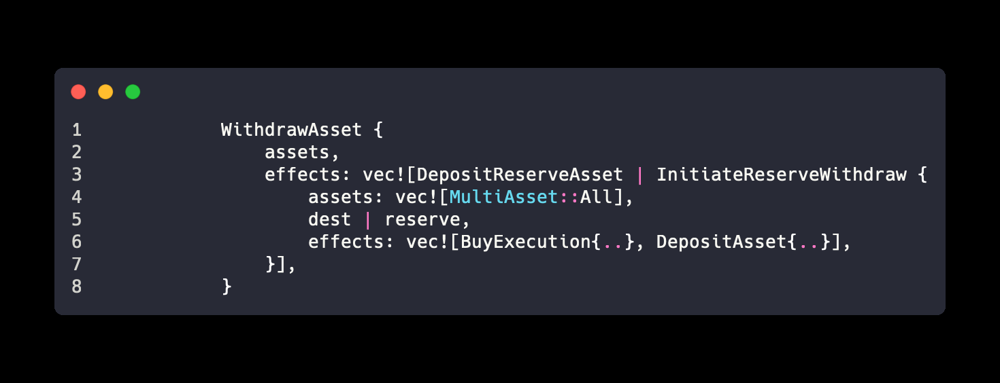 1 WithdrawAsset {
2 assets,
3 effects: vec![DepositReserveAsset | InitiateReserveWithdraw {
4 assets: vec![MultiAsset::All],
5 dest | reserve,
6 effects: vec![BuyExecution{..}, DepositAsset{..}],
7 }],
8 }